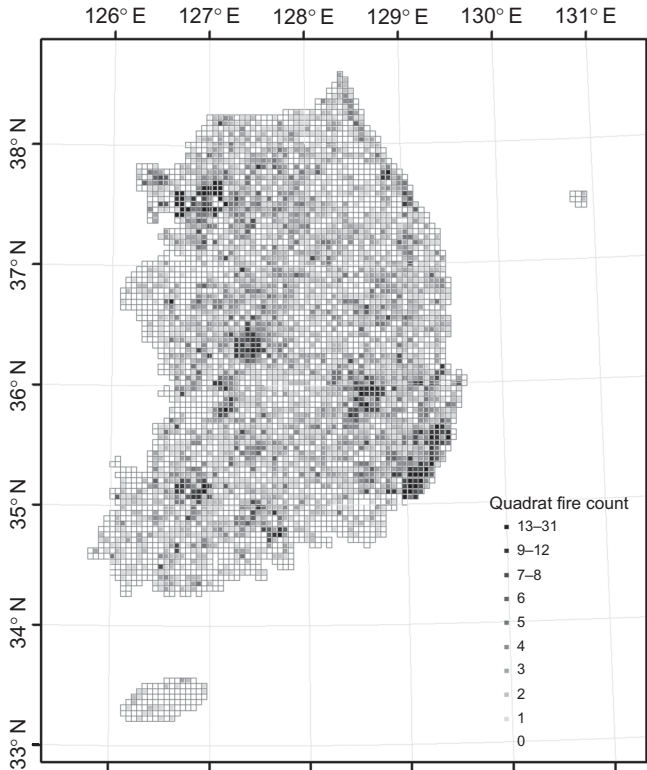 126° E 127° E 128° E 129° E 130° E 131° E
38° N
37° N
36° N
35° N
34° N
33° N
Quadrat fire count
13–31
9–12
7–8
6
5
4
3
2
1
0